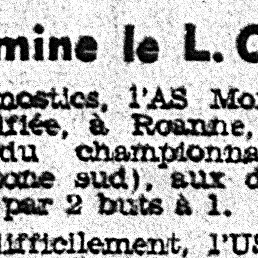 mine le L. C
nostics, l'AS Mo
ifiée, à Roanne,
du championna
one sud), aux d
par 2 buts à 1.
difficilement, l'US